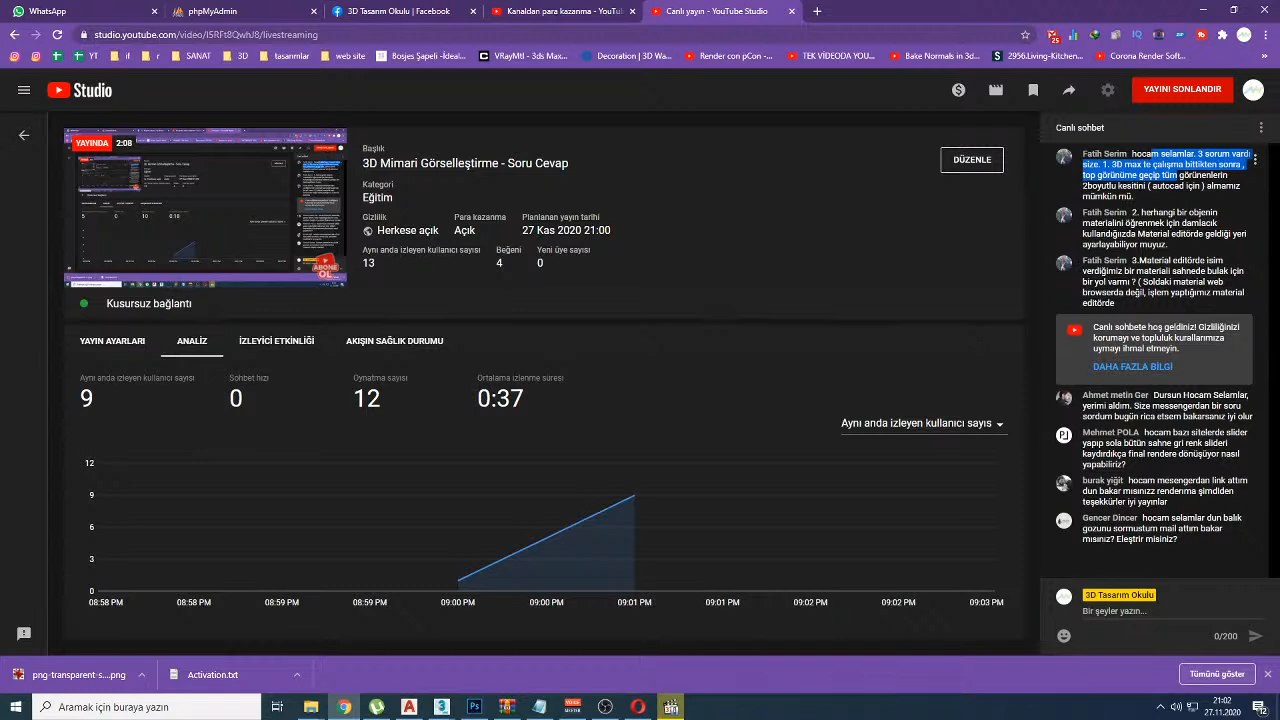 WhatsApp
phpMyAdmin
3D Tasarım Okulu | Facebook
Kanaldan para kazanma - YouTub
Canlı yayın - YouTube Studio
studio.youtube.com/video/I5RFt8QwhJ8/livestreaming
YT
if
r
SANAT
3D
tasarımlar
web site
Bosjes Şapeli -İdeal...
VRayMtl - 3ds Max...
Decoration | 3D Wa...
Render con pCon -...
TEK VİDEODA YOU...
Bake Normals in 3d...
2956.Living-Kitchen...
Corona Render Soft...
Studio
YAYINI SONLANDIR
YAYINDA 2:08
ABONE OL
Başlık
3D Mimari Görselleştirme - Soru Cevap
DÜZENLE
Kategori
Eğitim
Gizlilik
Herkese açık
Para kazanma
Açık
Planlanan yayın tarihi
27 Kas 2020 21:00
Aynı anda izleyen kullanıcı sayısı
13
Beğeni
4
Yeni üye sayısı
0
Kusursuz bağlantı
YAYIN AYARLARI
ANALİZ
İZLEYİCİ ETKİNLİĞİ
AKIŞIN SAĞLIK DURUMU
Aynı anda izleyen kullanıcı sayısı
9
Sohbet hızı
0
Oynatma sayısı
12
Ortalama izlenme süresi
0:37
Aynı anda izleyen kullanıcı sayıs
12
9
6
3
0
08:58 PM 08:58 PM 08:59 PM 08:59 PM 09:00 PM 09:00 PM 09:01 PM 09:01 PM 09:02 PM 09:02 PM 09:03 PM
Canlı sohbet
Fatih Serim hocam selamlar. 3 sorum vardı
size. 1. 3D max te çalışma bittikten sonra ,
top görünüme geçip tüm görünenlerin
2boyutlu kesitini ( autocad için ) almamız
mümkün mü.
Fatih Serim 2. herhangi bir objenin
materialini öğrenmek için damlacık
kullandığızda Material editörde geldiği yeri
ayarlayabiliyor muyuz.
Fatih Serim 3.Material editörde isim
verdiğimiz bir materiali sahnede bulak için
bir yol varmı ? ( Soldaki material web
browserda değil, işlem yaptığımız material
editörde
Canlı sohbete hoş geldiniz! Gizliliğinizi
korumayı ve topluluk kurallarımıza
uymayı ihmal etmeyin.
DAHA FAZLA BİLGİ
Ahmet metin Ger Dursun Hocam Selamlar,
yerimi aldım. Size messengerdan bir soru
sordum bugün rica etsem bakarsanız iyi olur
Mehmet POLA hocam bazı sitelerde slider
yapıp sola bütün sahne gri renk slideri
kaydırdıkça final rendere dönüşüyor nasıl
yapabiliriz?
burak yiğit hocam mesengerdan link attım
dun bakar mısınızz renderıma şimdiden
teşekkürler iyi yayınlar
Gencer Dincer hocam selamlar dun balık
gozunu sormustum mail attım bakar
mısınız? Eleştrir misiniz?
3D Tasarım Okulu
Bir şeyler yazın...
0/200
png-transparent-s....png
Activation.txt
Tümünü göster
Aramak için buraya yazın
21:02
27.11.2020